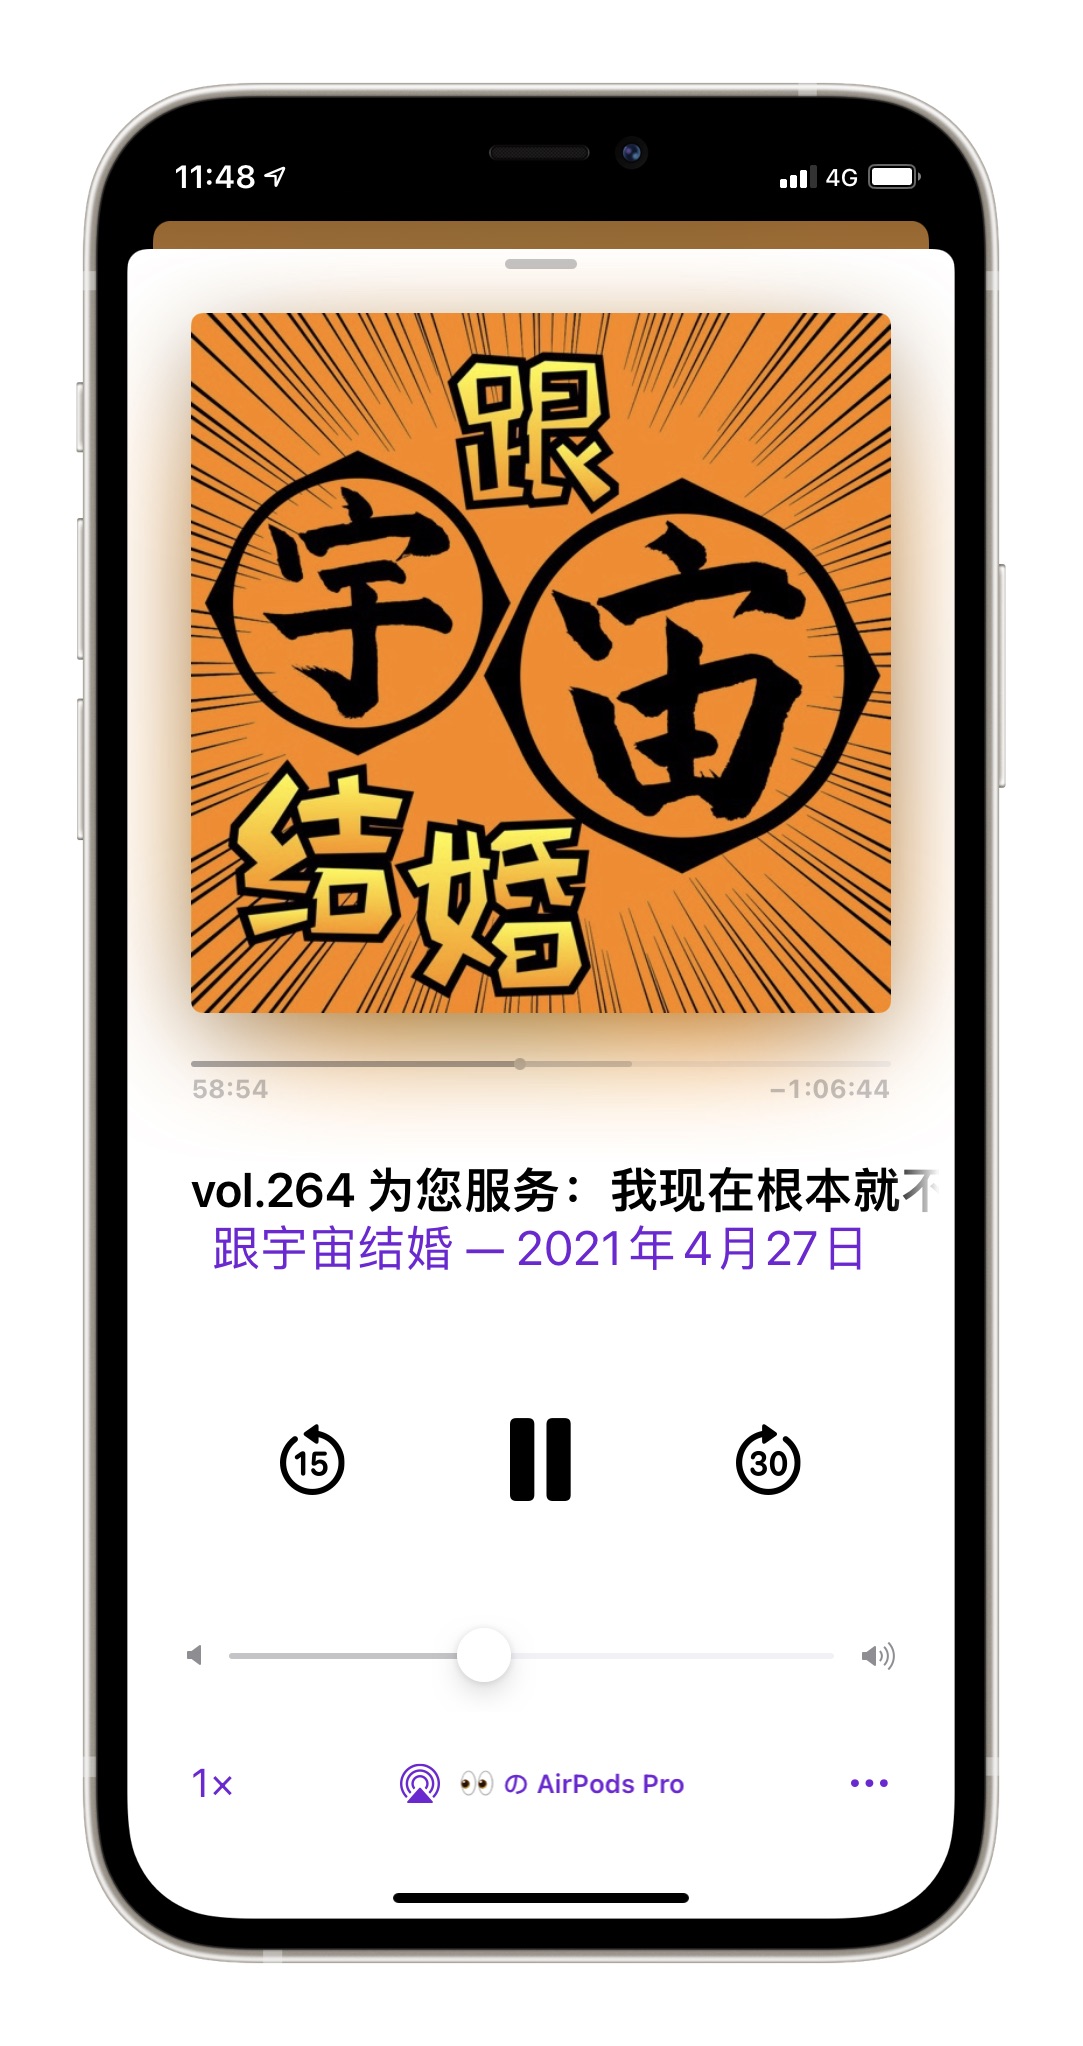 11:48 4G
跟
宇宙
结婚
58:54 −1:06:44
vol.264 为您服务：我现在根本就不
跟宇宙结婚 — 2021年4月27日
15 30
1× 👀 の AirPods Pro